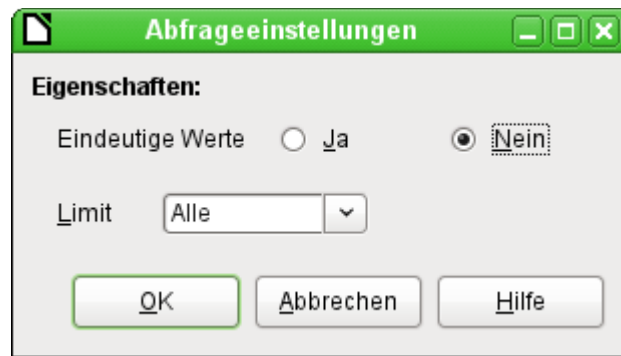 Abfrageeinstellungen
Eigenschaften:
Eindeutige Werte Ja Nein
Limit Alle
OK Abbrechen Hilfe